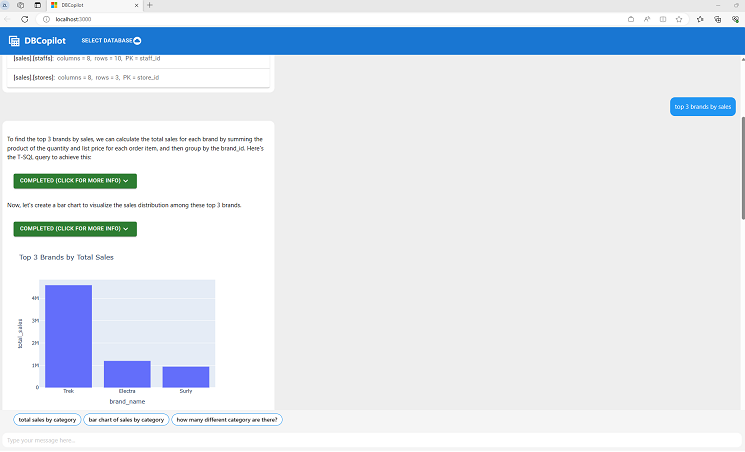 DBCopilot
localhost:3000
DBCopilot
SELECT DATABASE
[sales].[staffs]: columns = 8, rows = 10, PK = staff_id
[sales].[stores]: columns = 8, rows = 3, PK = store_id
top 3 brands by sales
To find the top 3 brands by sales, we can calculate the total sales for each brand by summing the
product of the quantity and list price for each order item, and then group by the brand_id. Here's
the T-SQL query to achieve this:
COMPLETED (CLICK FOR MORE INFO)
Now, let's create a bar chart to visualize the sales distribution among these top 3 brands.
COMPLETED (CLICK FOR MORE INFO)
Top 3 Brands by Total Sales
4M
3M
2M
1M
0
total_sales
Trek Electra Surly
brand_name
total sales by category bar chart of sales by category how many different category are there?
Type your message here...